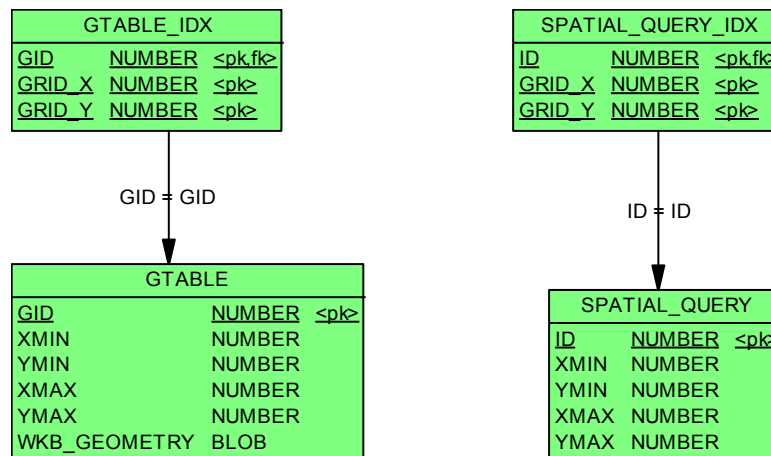 GTABLE_IDX
GID NUMBER <pk,fk>
GRID_X NUMBER <pk>
GRID_Y NUMBER <pk>
GID = GID
GTABLE
GID NUMBER <pk>
XMIN NUMBER
YMIN NUMBER
XMAX NUMBER
YMAX NUMBER
WKB_GEOMETRY BLOB
SPATIAL_QUERY_IDX
ID NUMBER <pk,fk>
GRID_X NUMBER <pk>
GRID_Y NUMBER <pk>
ID = ID
SPATIAL_QUERY
ID NUMBER <pk>
XMIN NUMBER
YMIN NUMBER
XMAX NUMBER
YMAX NUMBER